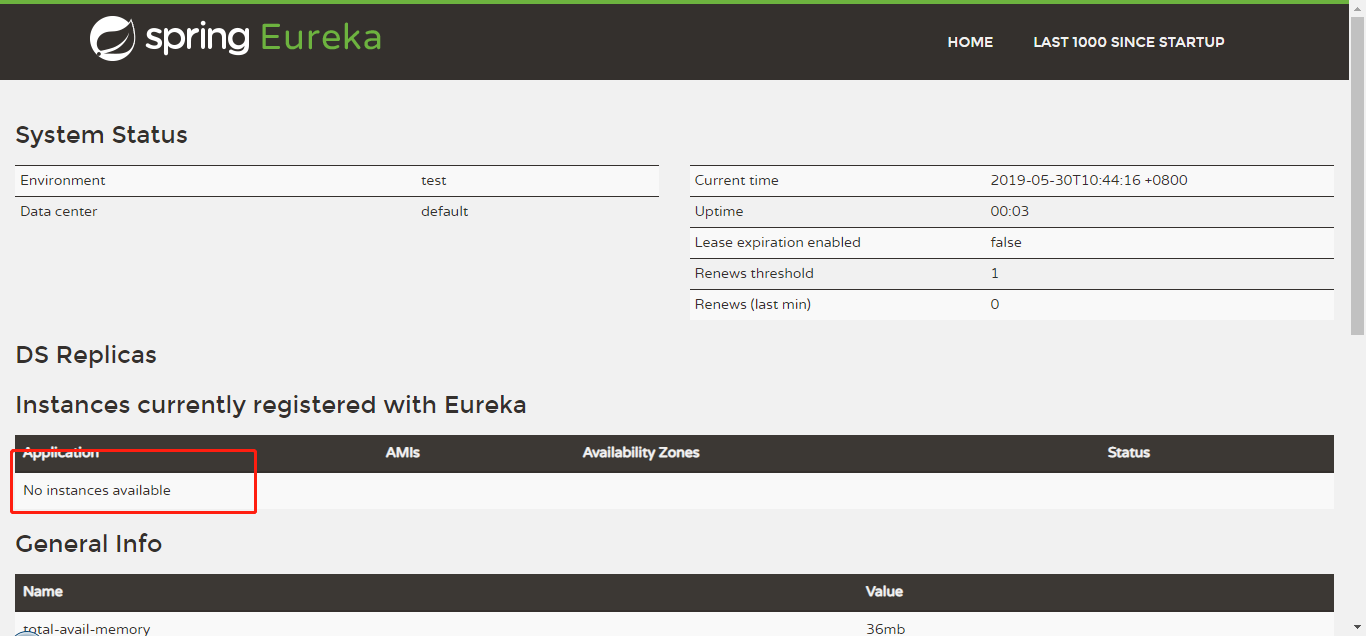 spring Eureka
HOME
LAST 1000 SINCE STARTUP
System Status
Environment test
Data center default
Current time 2019-05-30T10:44:16 +0800
Uptime 00:03
Lease expiration enabled false
Renews threshold 1
Renews (last min) 0
DS Replicas
Instances currently registered with Eureka
Application AMIs Availability Zones Status
No instances available
General Info
Name Value
total-avail-memory 36mb